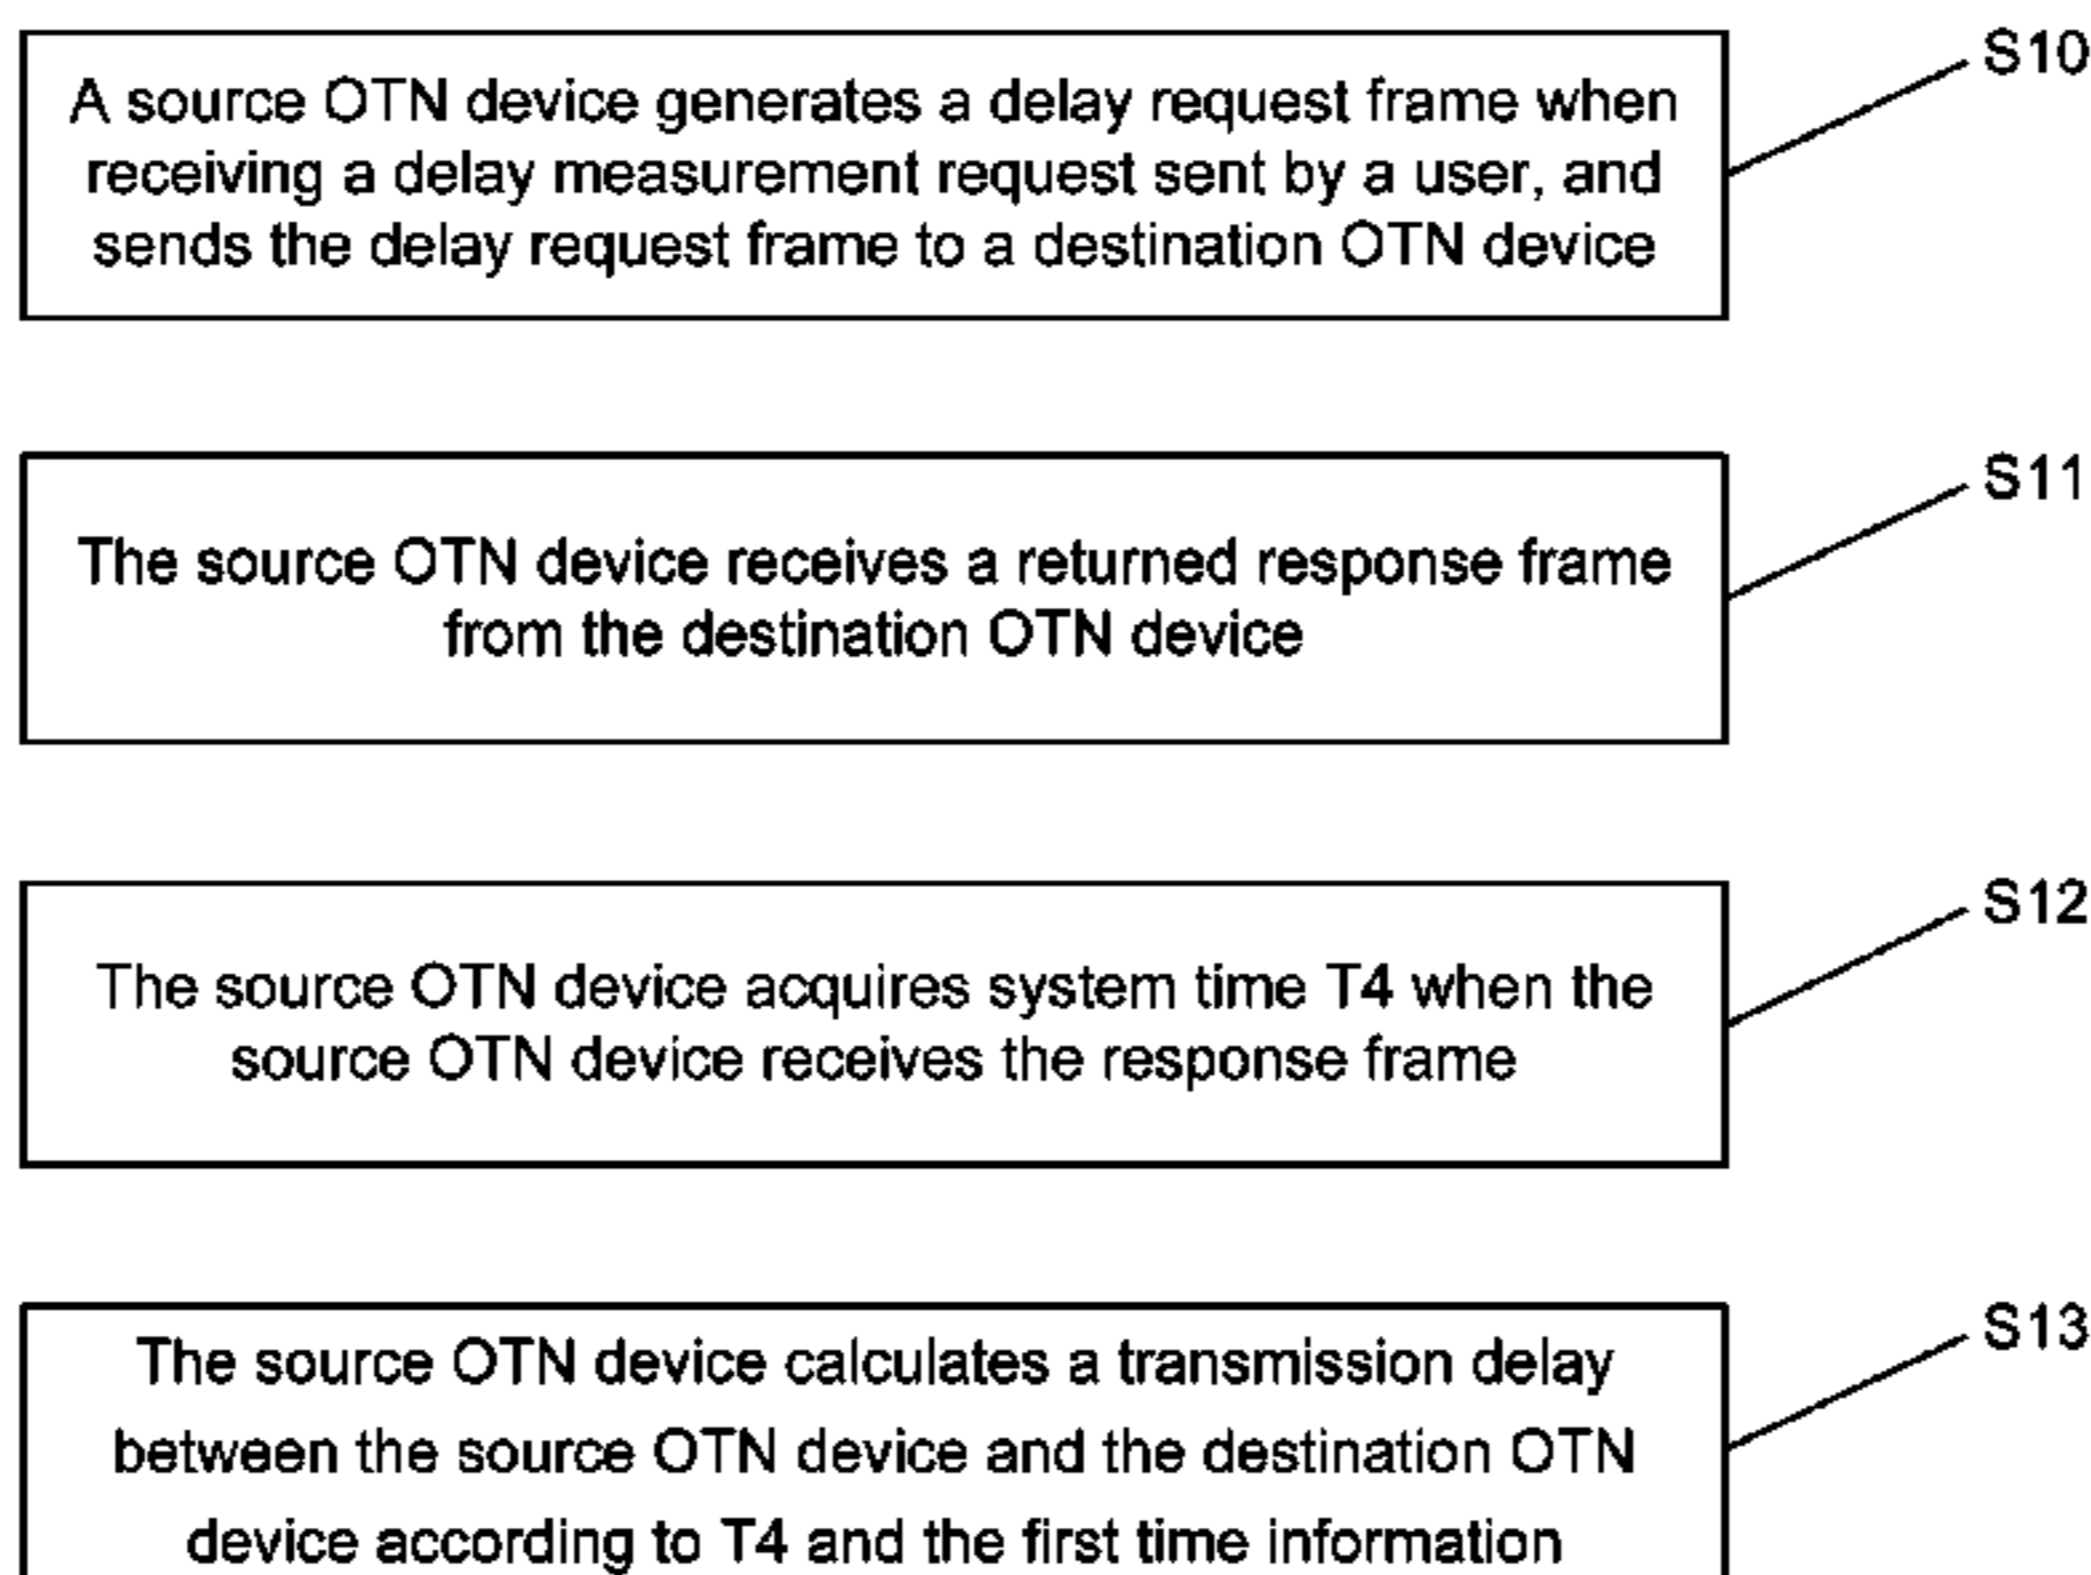 A source OTN device generates a delay request frame when
receiving a delay measurement request sent by a user, and
sends the delay request frame to a destination OTN device
S10
The source OTN device receives a returned response frame
from the destination OTN device
S11
The source OTN device acquires system time T4 when the
source OTN device receives the response frame
S12
The source OTN device calculates a transmission delay
between the source OTN device and the destination OTN
device according to T4 and the first time information
S13